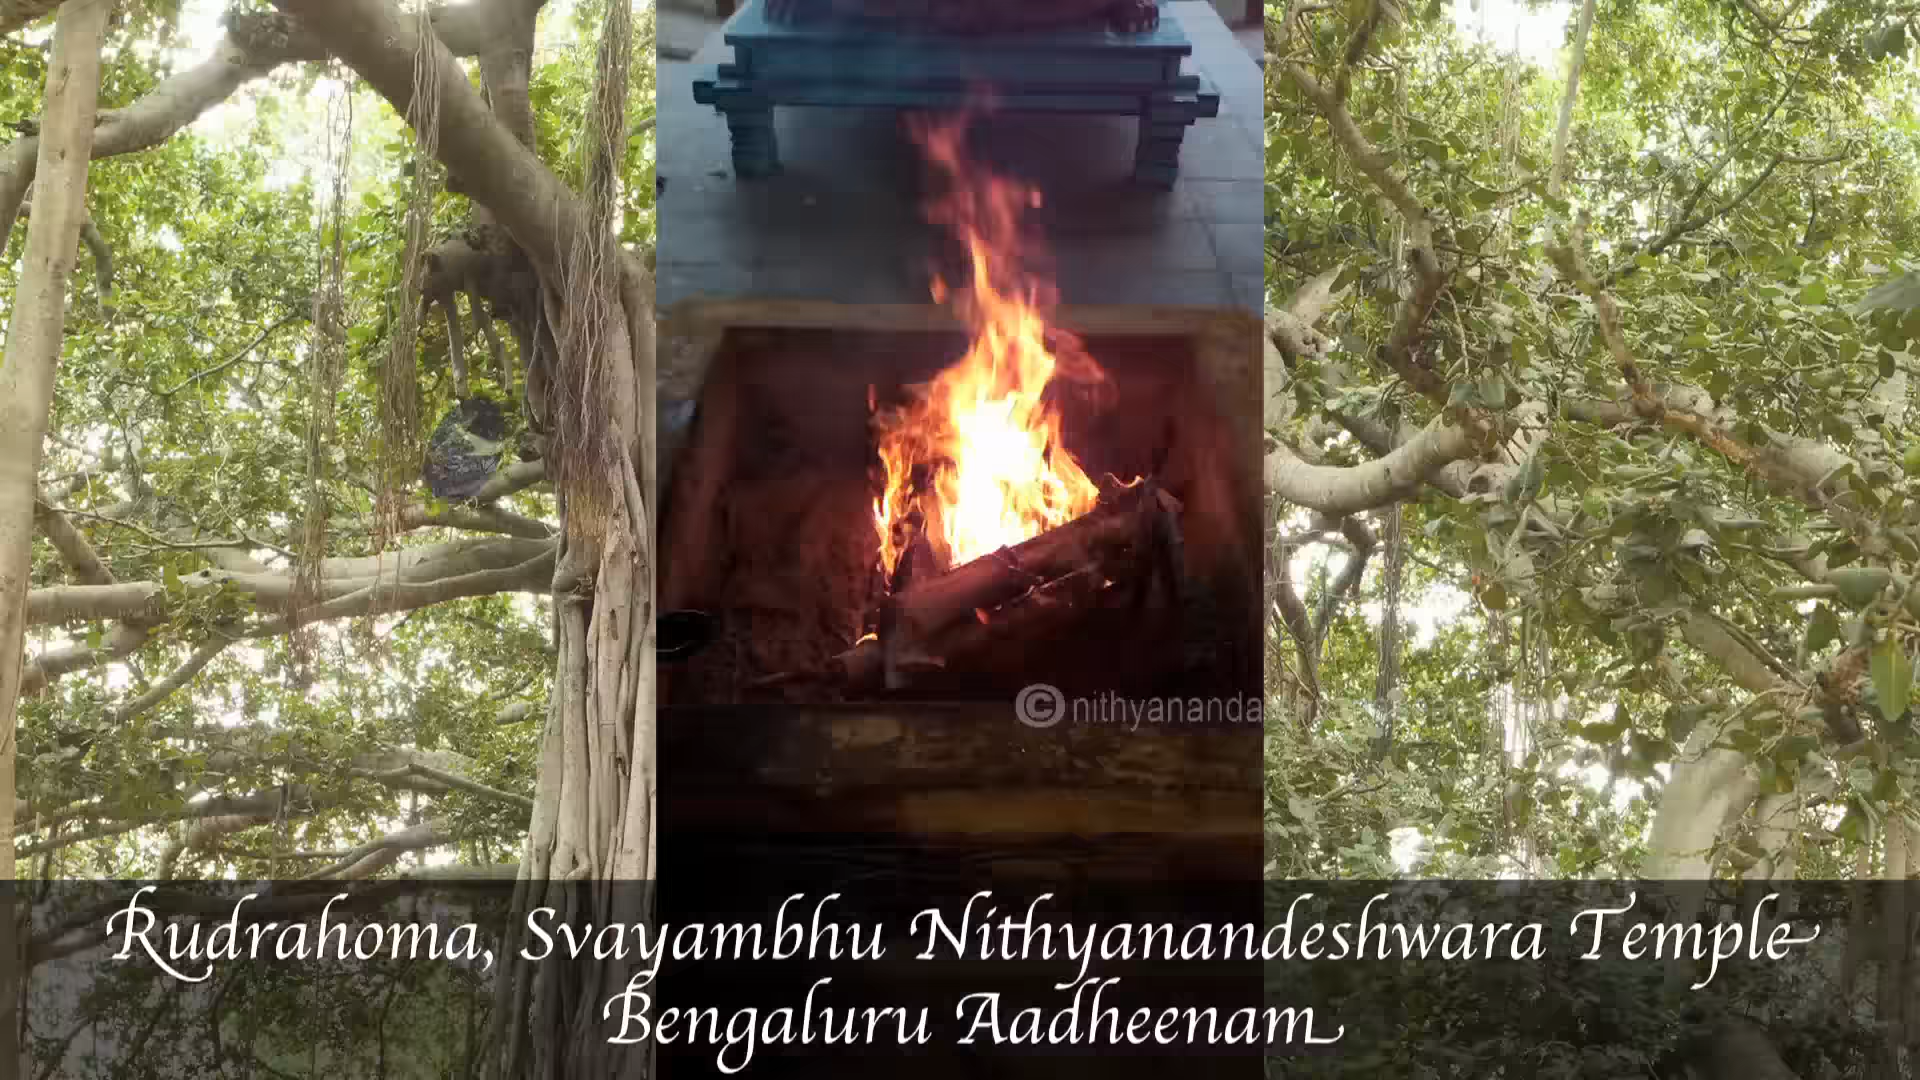 ©nithyananda
Rudrahoma, Svayambhu Nithyanandeshwara Temple
Bengaluru Aadheenam